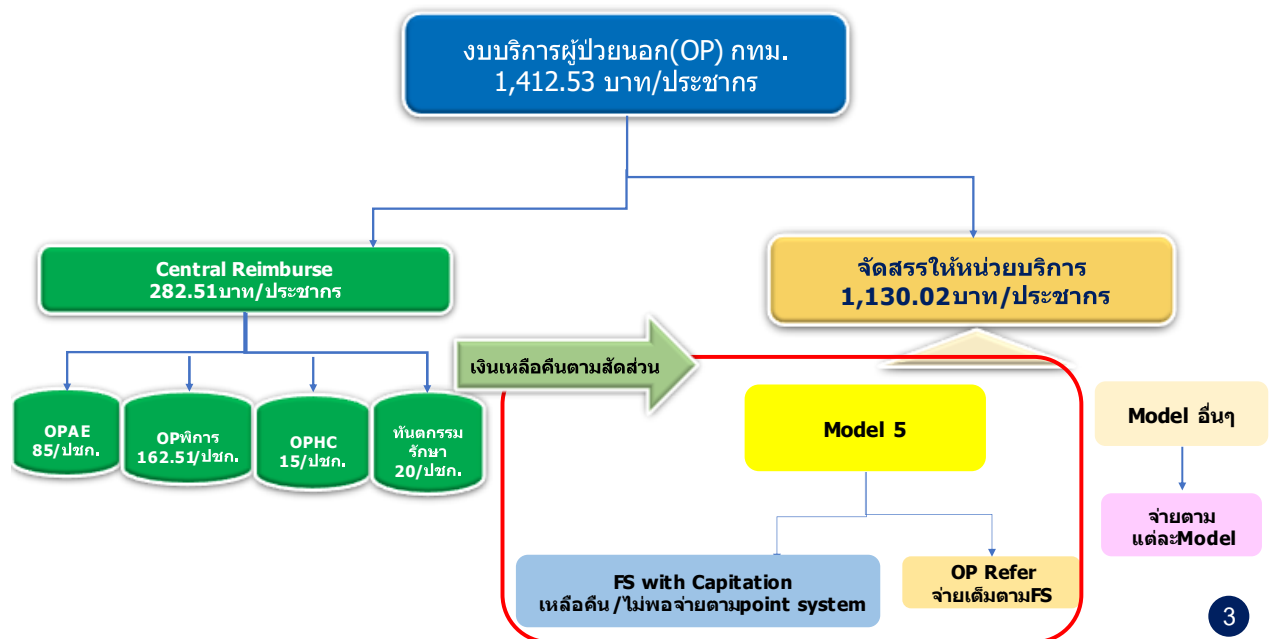 งบบริการผู้ป่วยนอก(OP) กทม.
1,412.53 บาท/ประชากร
Central Reimburse
282.51บาท/ประชากร
จัดสรรให้หน่วยบริการ
1,130.02บาท/ประชากร
เงินเหลือคืนตามสัดส่วน
OPAE
85/ปชก.
OPพิการ
162.51/ปชก.
OPHC
15/ปชก.
ทันตกรรม
รักษา
20/ปชก.
Model 5
Model อื่นๆ
จ่ายตาม
แต่ละModel
FS with Capitation
เหลือคืน/ไม่พอจ่ายตามpoint system
OP Refer
จ่ายเต็มตามFS
3